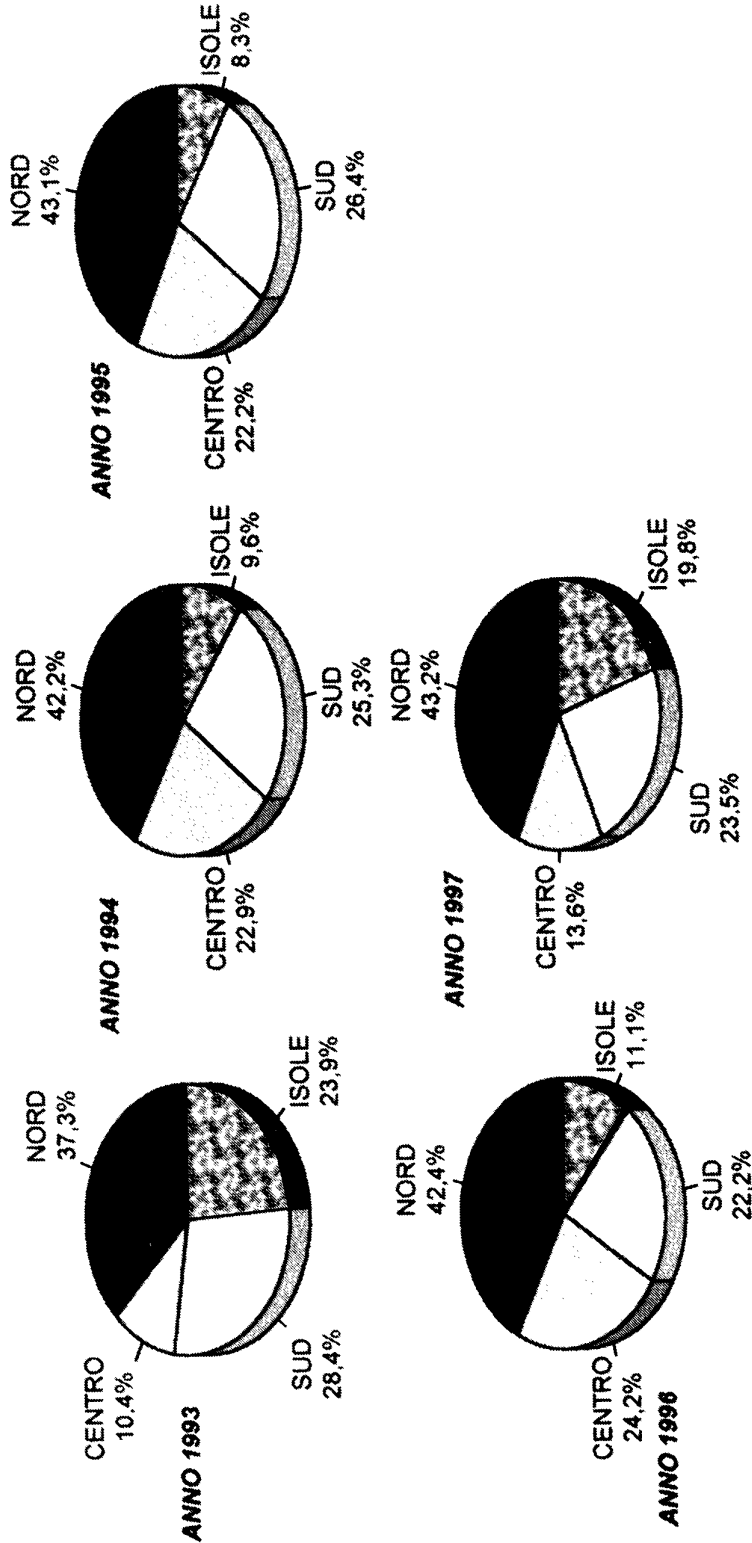 ANNO 1993
NORD
37,3%
CENTRO
10,4%
SUD
28,4%
ISOLE
23,9%
ANNO 1994
NORD
42,2%
CENTRO
22,9%
SUD
25,3%
ISOLE
9,6%
ANNO 1995
NORD
43,1%
CENTRO
22,2%
SUD
26,4%
ISOLE
8,3%
ANNO 1996
NORD
42,4%
CENTRO
24,2%
SUD
22,2%
ISOLE
11,1%
ANNO 1997
NORD
43,2%
CENTRO
13,6%
SUD
23,5%
ISOLE
19,8%